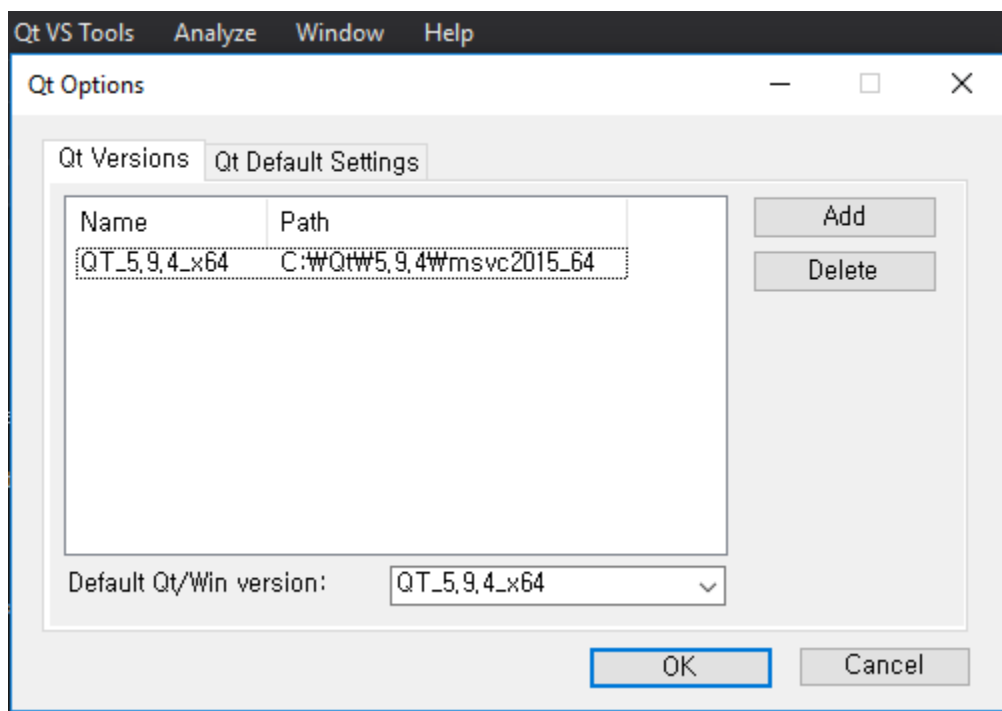 Qt VS Tools Analyze Window Help
Qt Options
Qt Versions Qt Default Settings
Name Path
QT_5,9,4_x64 C:₩Qt₩5,9,4₩msvc2015_64
Add
Delete
Default Qt/Win version: QT_5,9,4_x64
OK Cancel